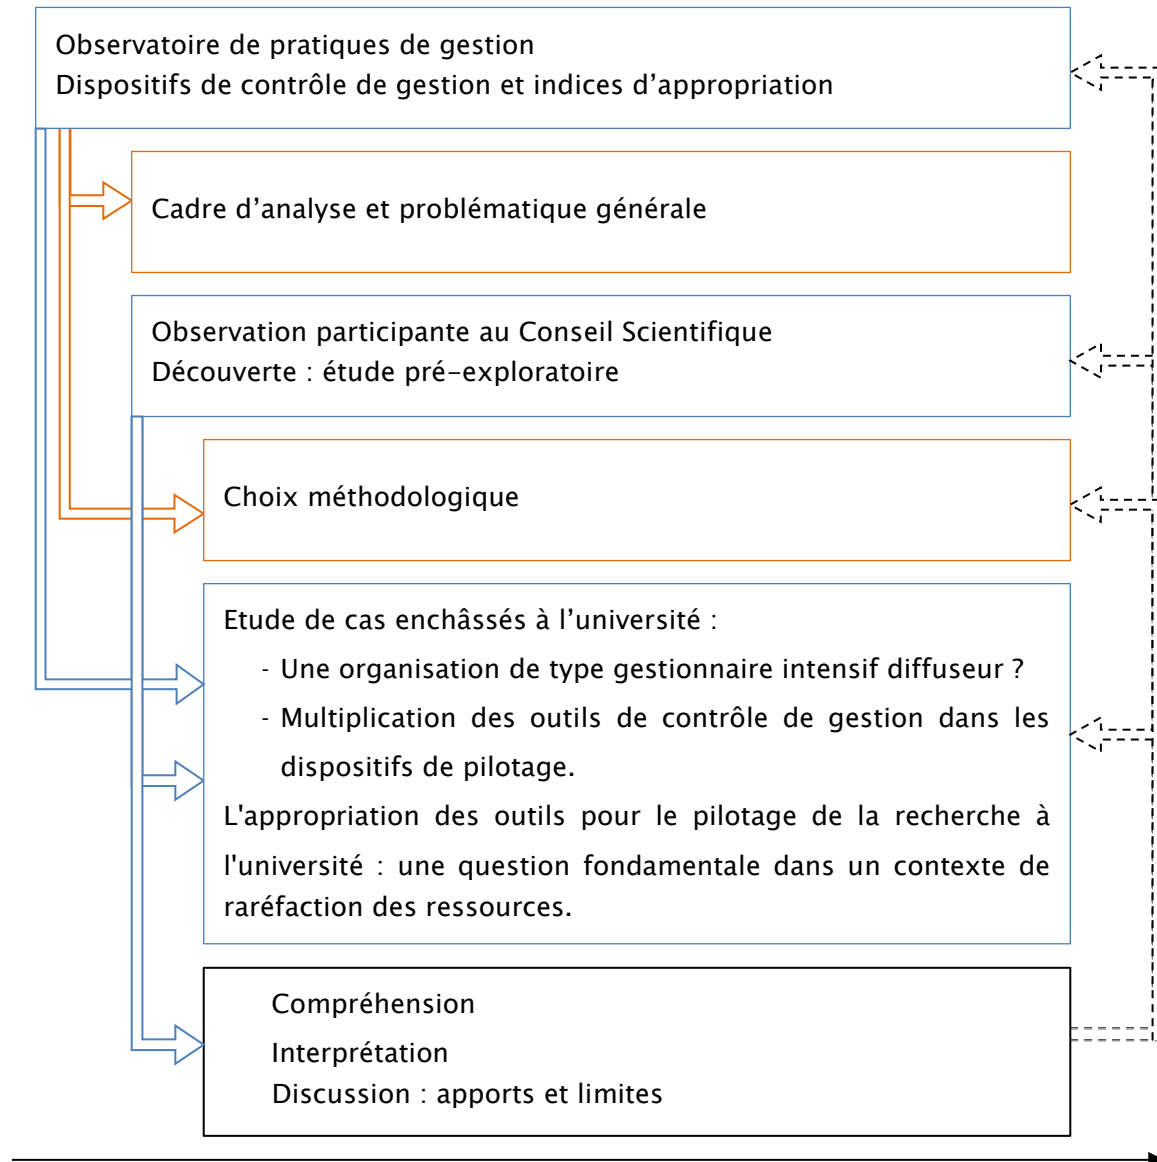 Observatoire de pratiques de gestion
Dispositifs de contrôle de gestion et indices d’appropriation
Cadre d’analyse et problématique générale
Observation participante au Conseil Scientifique
Découverte : étude pré-exploratoire
Choix méthodologique
Etude de cas enchâssés à l’université :
- Une organisation de type gestionnaire intensif diffuseur ?
- Multiplication des outils de contrôle de gestion dans les
dispositifs de pilotage.
L'appropriation des outils pour le pilotage de la recherche à
l'université : une question fondamentale dans un contexte de
raréfaction des ressources.
Compréhension
Interprétation
Discussion : apports et limites